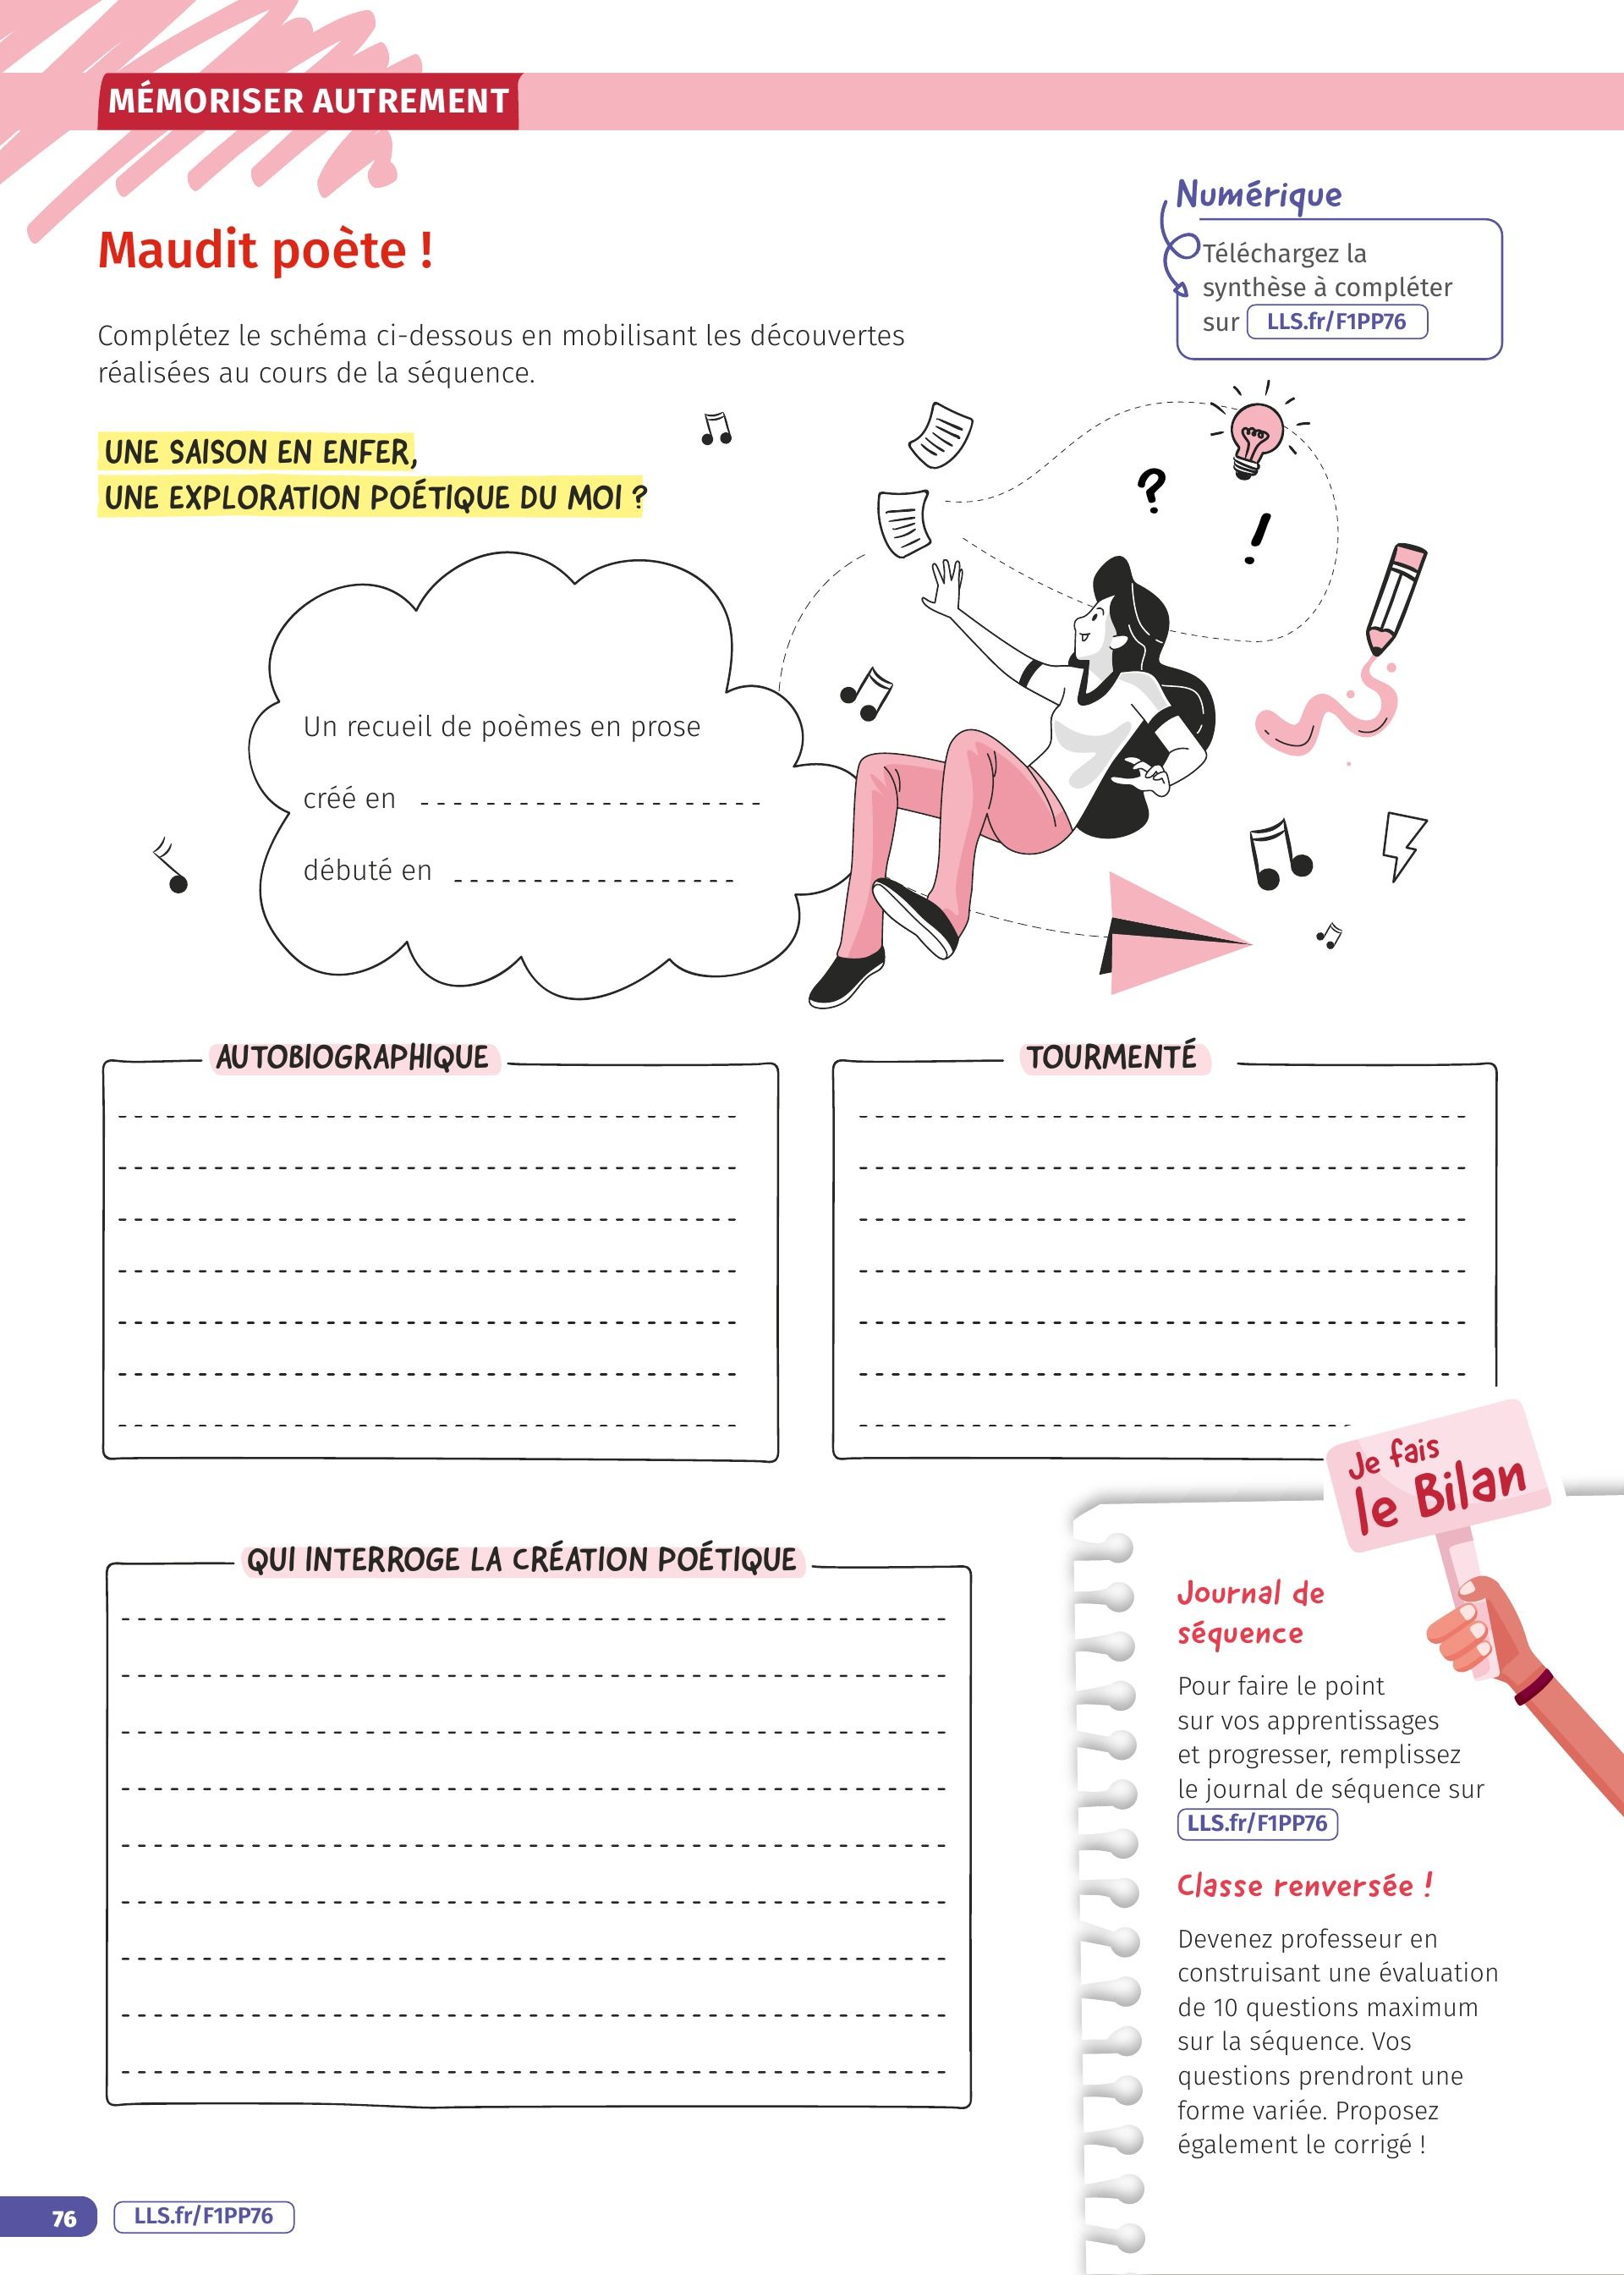 MÉMORISER AUTREMENT
Maudit poète !
Numérique
Téléchargez la
synthèse à compléter
sur LLS.fr/F1PP76
Complétez le schéma ci-dessous en mobilisant les découvertes
réalisées au cours de la séquence.
UNE SAISON EN ENFER,
UNE EXPLORATION POÉTIQUE DU MOI ?
?
!
Un recueil de poèmes en prose
créé en
débuté en
AUTOBIOGRAPHIQUE
TOURMENTÉ
QUI INTERROGE LA CRÉATION POÉTIQUE
Je fais
le Bilan
Journal de
séquence
Pour faire le point
sur vos apprentissages
et progresser, remplissez
le journal de séquence sur
LLS.fr/F1PP76
Classe renversée !
Devenez professeur en
construisant une évaluation
de 10 questions maximum
sur la séquence. Vos
questions prendront une
forme variée. Proposez
également le corrigé !
76
LLS.fr/F1PP76